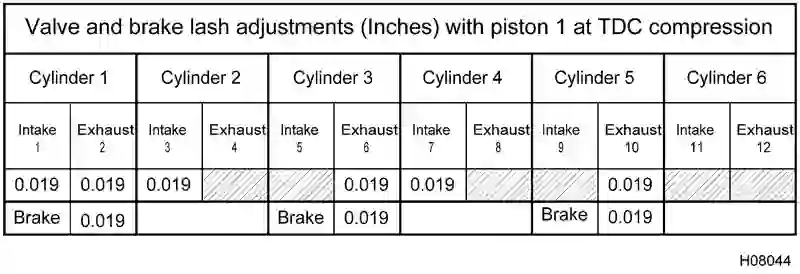 Valve and brake lash adjustments (Inches) with piston 1 at TDC compression
Cylinder 1 Cylinder 2 Cylinder 3 Cylinder 4 Cylinder 5 Cylinder 6
Intake Exhaust Intake Exhaust Intake Exhaust Intake Exhaust Intake Exhaust Intake Exhaust
1 2 3 4 5 6 7 8 9 10 11 12
0.019 0.019 0.019 0.019 0.019 0.019
Brake 0.019 Brake 0.019 Brake 0.019
H08044